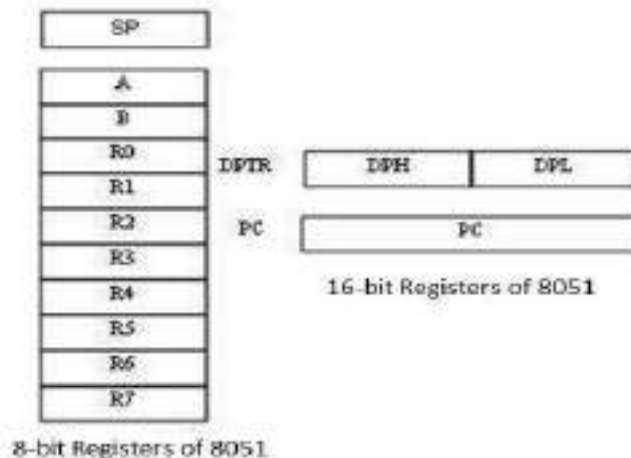 SP
A
B
R0
R1
R2
R3
R4
R5
R6
R7
8-bit Registers of 8051
DPTR DPH DPL
PC PC
16-bit Registers of 8051